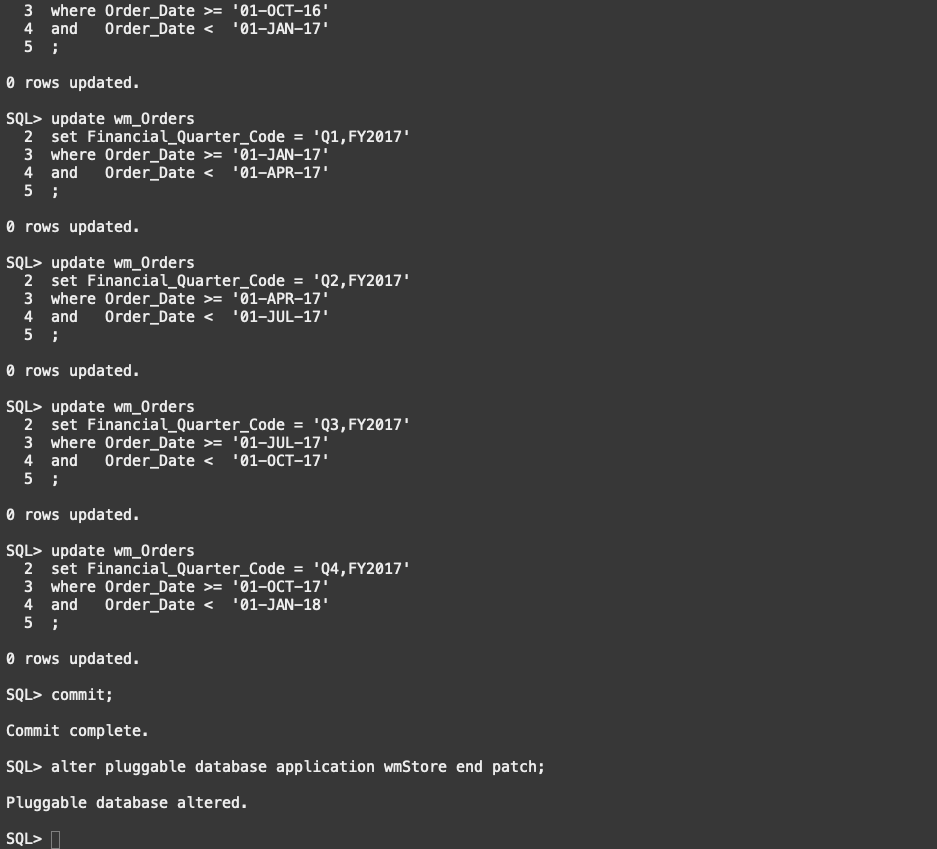 3  where Order_Date >= '01-OCT-16'
  4  and   Order_Date <  '01-JAN-17'
  5  ;

0 rows updated.

SQL> update wm_Orders
  2  set Financial_Quarter_Code = 'Q1,FY2017'
  3  where Order_Date >= '01-JAN-17'
  4  and   Order_Date <  '01-APR-17'
  5  ;

0 rows updated.

SQL> update wm_Orders
  2  set Financial_Quarter_Code = 'Q2,FY2017'
  3  where Order_Date >= '01-APR-17'
  4  and   Order_Date <  '01-JUL-17'
  5  ;

0 rows updated.

SQL> update wm_Orders
  2  set Financial_Quarter_Code = 'Q3,FY2017'
  3  where Order_Date >= '01-JUL-17'
  4  and   Order_Date <  '01-OCT-17'
  5  ;

0 rows updated.

SQL> update wm_Orders
  2  set Financial_Quarter_Code = 'Q4,FY2017'
  3  where Order_Date >= '01-OCT-17'
  4  and   Order_Date <  '01-JAN-18'
  5  ;

0 rows updated.

SQL> commit;

Commit complete.

SQL> alter pluggable database application wmStore end patch;

Pluggable database altered.

SQL>